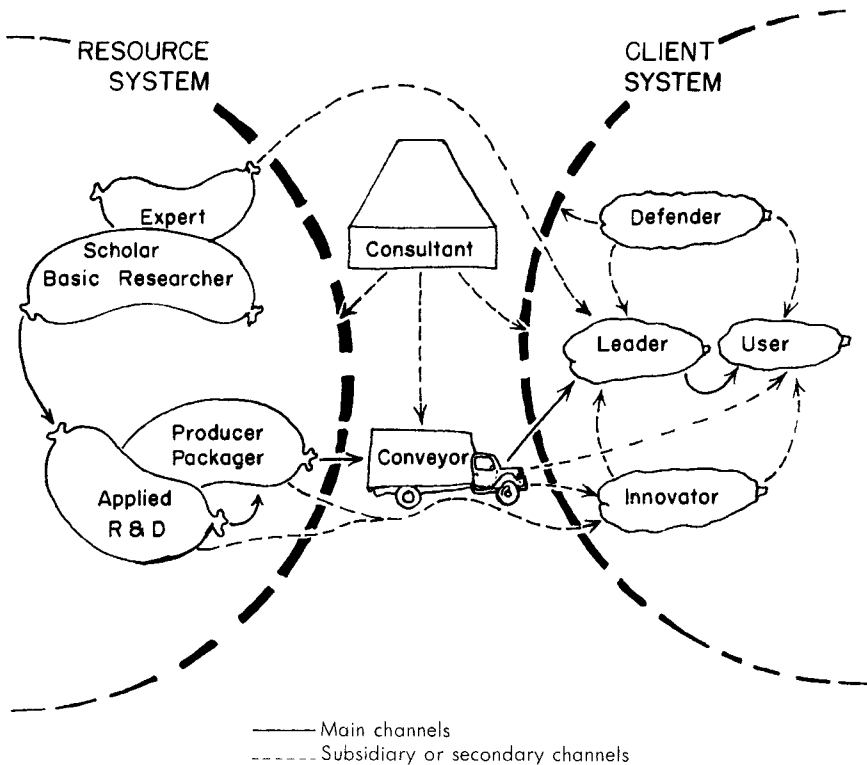 RESOURCE
SYSTEM
CLIENT
SYSTEM
Expert
Scholar
Basic Researcher
Consultant
Defender
Leader
User
Producer
Packager
Conveyor
Applied
R & D
Innovator
Main channels
Subsidiary or secondary channels